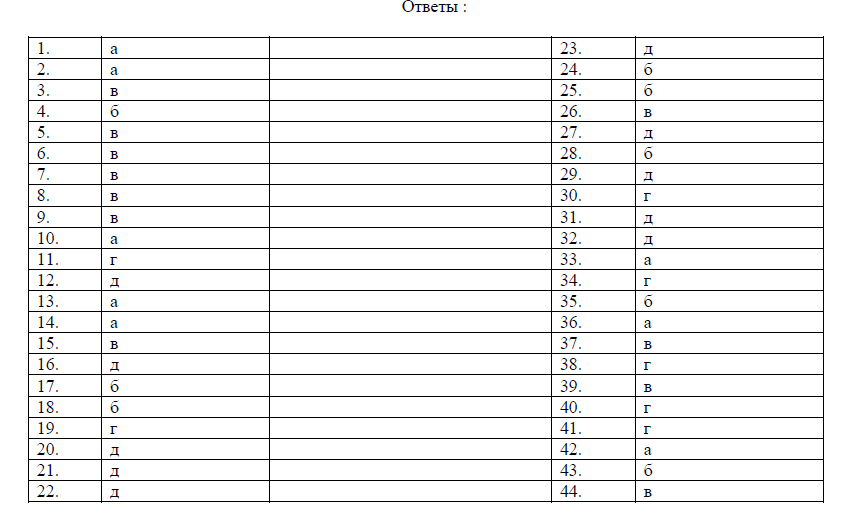 Ответы :
1. а 23. д
2. а 24. б
3. в 25. б
4. б 26. в
5. в 27. д
6. в 28. б
7. в 29. д
8. в 30. г
9. в 31. д
10. а 32. д
11. г 33. а
12. д 34. г
13. а 35. б
14. а 36. а
15. в 37. в
16. д 38. г
17. б 39. в
18. б 40. г
19. г 41. г
20. д 42. а
21. д 43. б
22. д 44. в